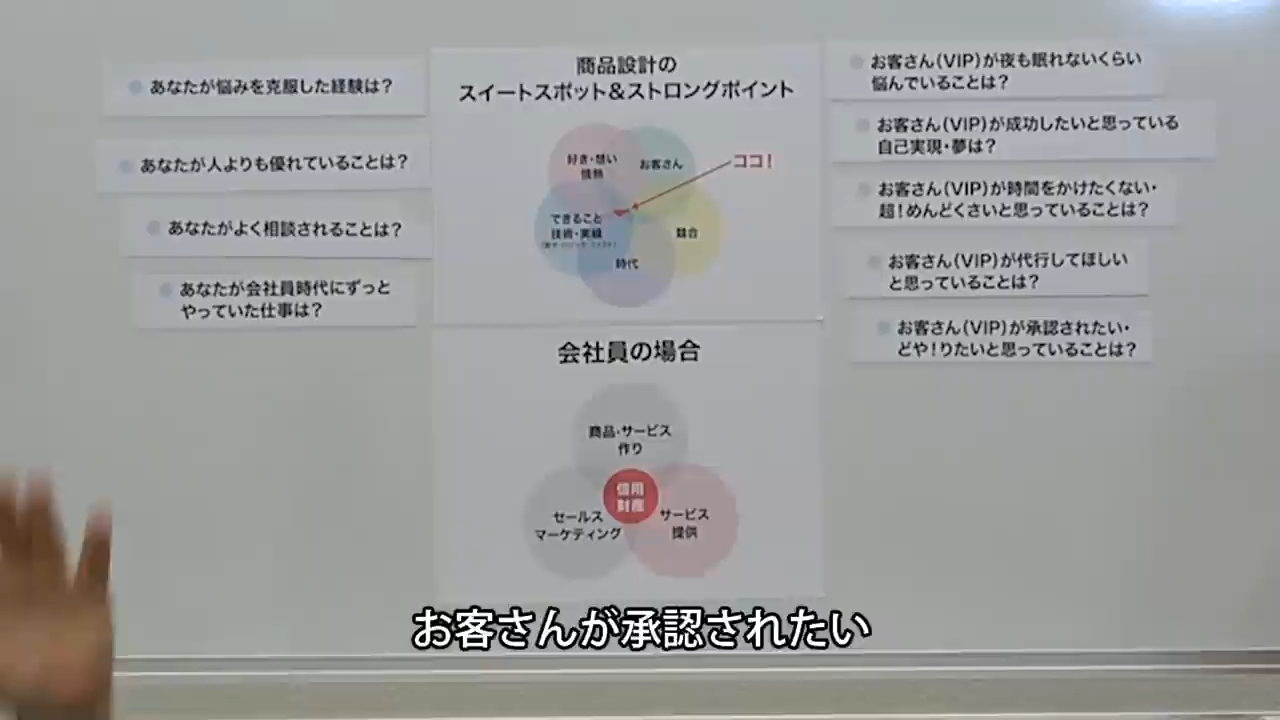 あなたが悩みを克服した経験は?
あなたが人よりも優れていることは?
あなたがよく相談されることは?
あなたが会社員時代にずっと
やっていた仕事は?
商品設計の
スイートスポット&ストロングポイント
好き・想い
情熱
お客さん
ココ!
できること
技術・実績
競合
時代
会社員の場合
商品・サービス
作り
信用
財産
セールス
マーケティング
サービス
提供
お客さん(VIP)が夜も眠れないくらい
悩んでいることは?
お客さん(VIP)が成功したいと思っている
自己実現・夢は?
お客さん(VIP)が時間をかけたくない・
超!めんどくさいと思っていることは?
お客さん(VIP)が代行してほしい
と思っていることは?
お客さん(VIP)が承認されたい・
どや!りたいと思っていることは?
お客さんが承認されたい